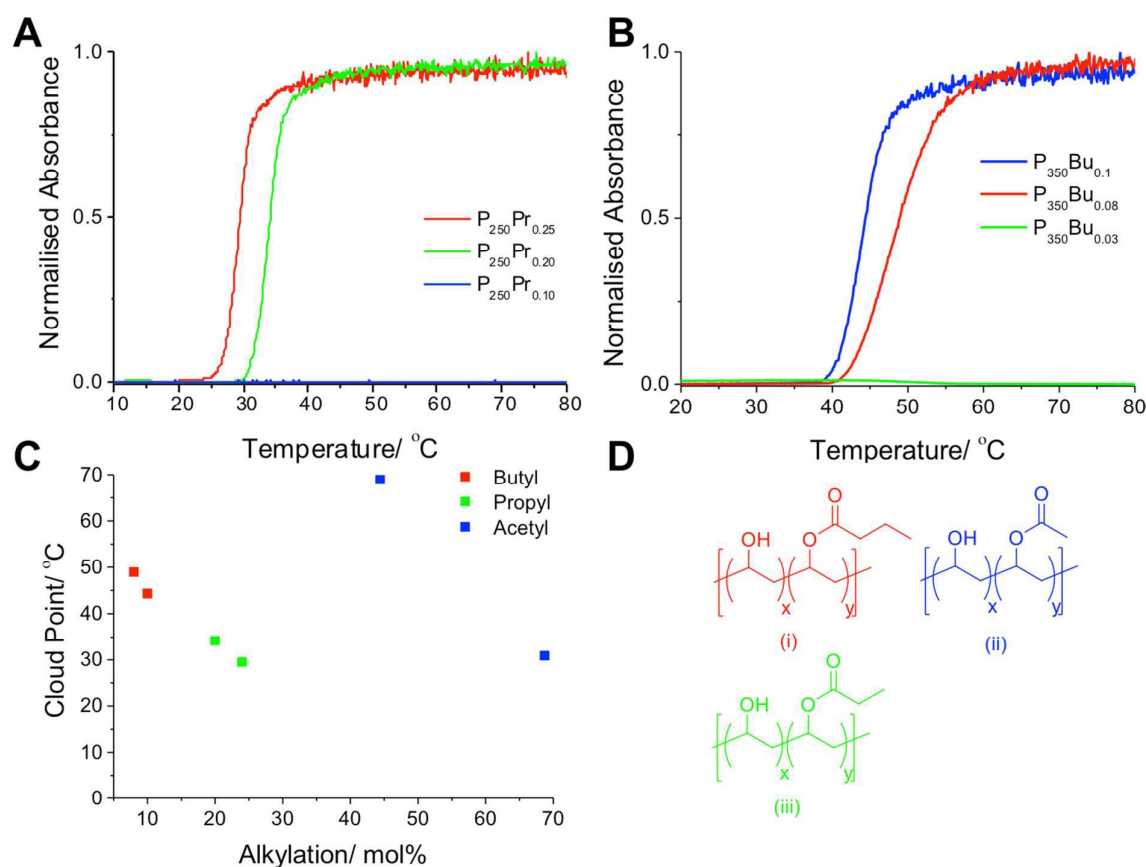 A
1.0
0.5
0.0
Normailised Absorbance
P250Pr0.25
P250Pr0.20
P250Pr0.10
10 20 30 40 50 60 70 80
Temperature/ °C
B
1.0
0.5
0.0
Normalised Absorbance
P350Bu0.1
P350Bu0.08
P350Bu0.03
20 30 40 50 60 70 80
Temperature/ °C
C
70
60
50
40
30
20
10
0
Cloud Point/ °C
Butyl
Propyl
Acetyl
10 20 30 40 50 60 70
Alkylation/ mol%
D
O
OH O
x y
(i)
O
OH O
x y
(ii)
O
OH O
x y
(iii)